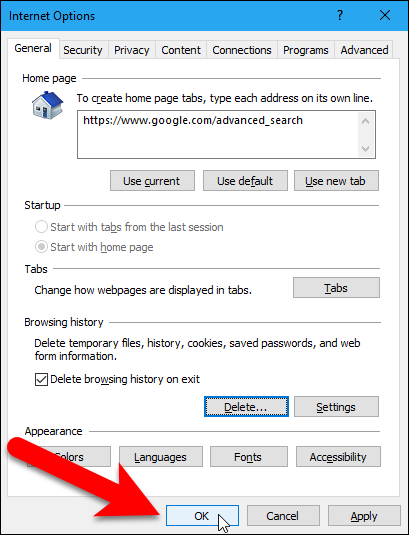 Internet Options
?
General Security Privacy Content Connections Programs Advanced
Home page
To create home page tabs, type each address on its own line.
https://www.google.com/advanced_search
Use current Use default Use new tab
Startup
Start with tabs from the last session
Start with home page
Tabs
Change how webpages are displayed in tabs.
Tabs
Browsing history
Delete temporary files, history, cookies, saved passwords, and web
form information.
Delete browsing history on exit
Delete... Settings
Appearance
Colors Languages Fonts Accessibility
OK Cancel Apply